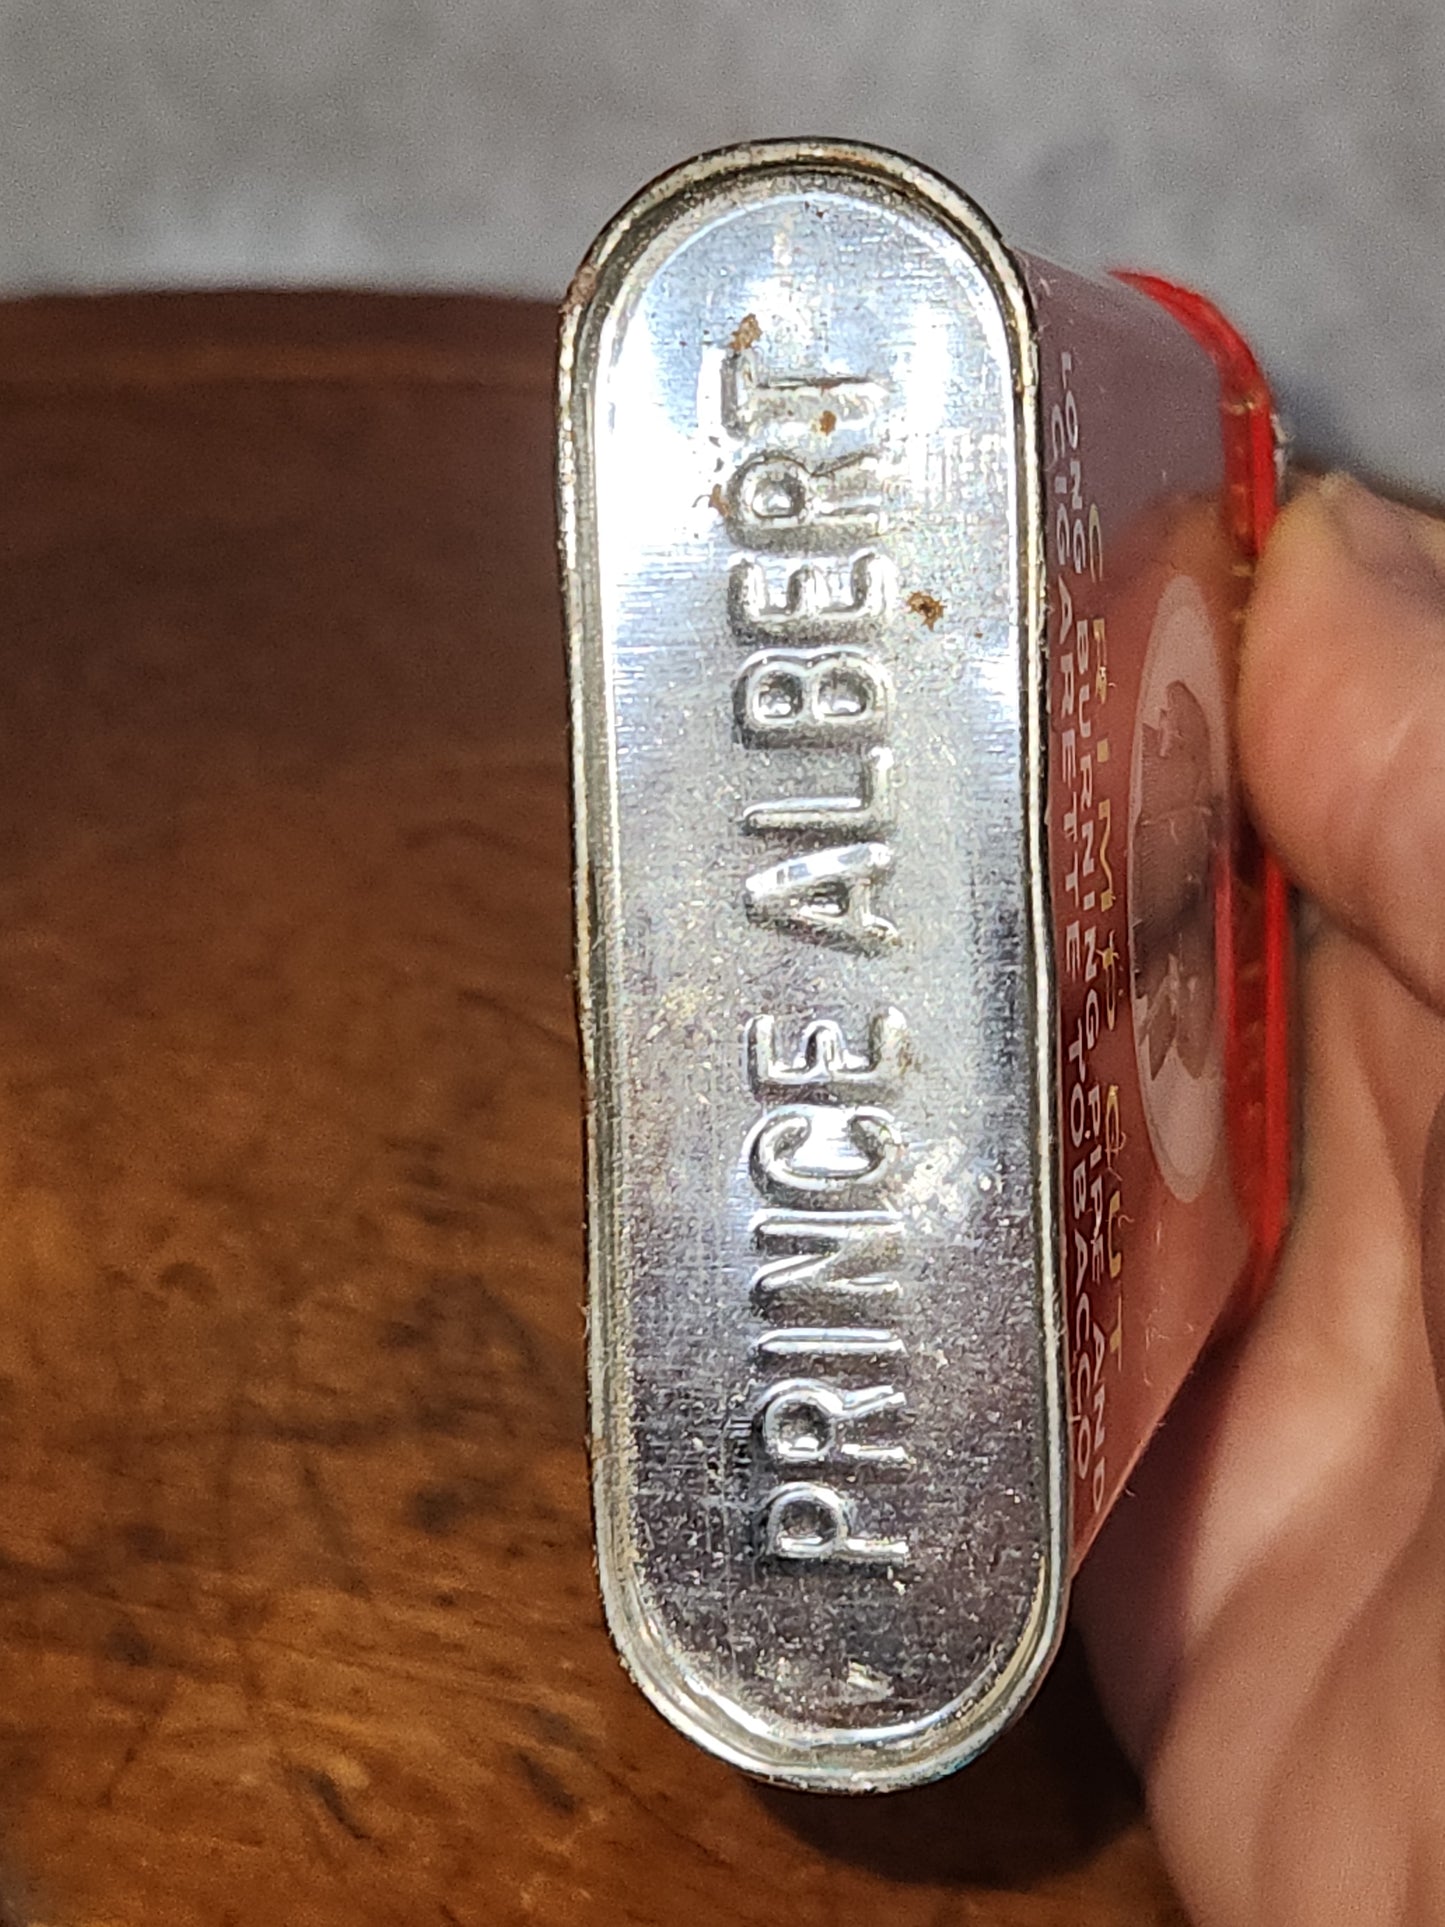 PRINCE ALBERT
CRIMP CUT
LONG BURNING PIPE AND
CIGARETTE TOBACCO